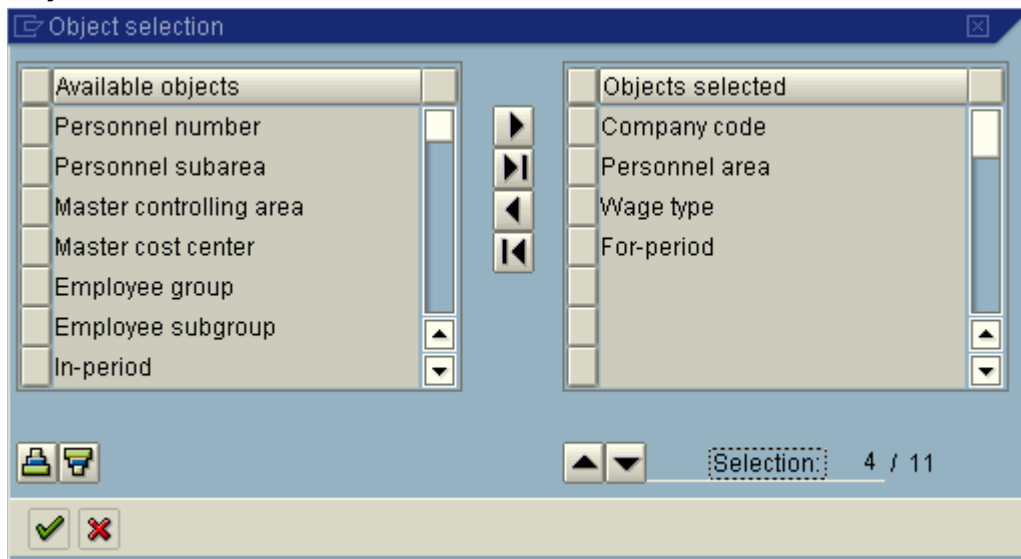 Object selection
Available objects
Personnel number
Personnel subarea
Master controlling area
Master cost center
Employee group
Employee subgroup
In-period
Objects selected
Company code
Personnel area
Wage type
For-period
Selection: 4 / 11